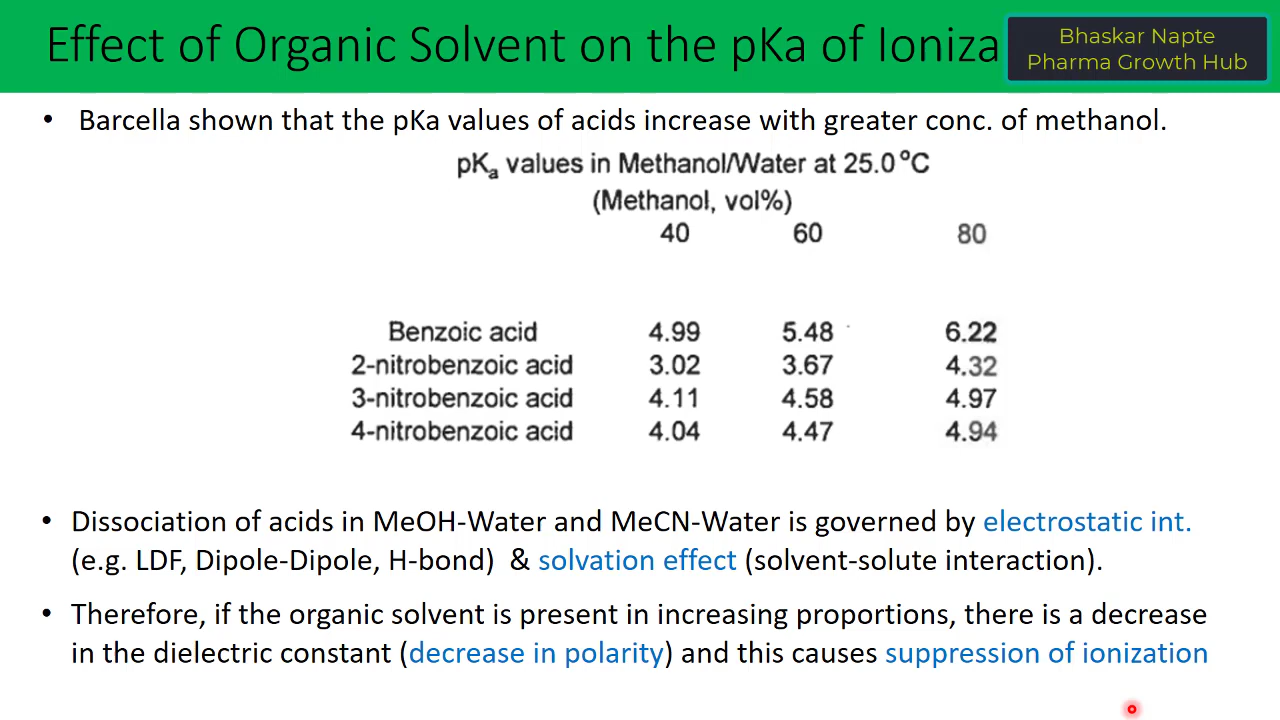 Effect of Organic Solvent on the pKa of Ioniza
Bhaskar Napte
Pharma Growth Hub
• Barcella shown that the pKa values of acids increase with greater conc. of methanol.
pKa values in Methanol/Water at 25.0 °C
(Methanol, vol%)
40 60 80
Benzoic acid 4.99 5.48 6.22
2-nitrobenzoic acid 3.02 3.67 4.32
3-nitrobenzoic acid 4.11 4.58 4.97
4-nitrobenzoic acid 4.04 4.47 4.94
• Dissociation of acids in MeOH-Water and MeCN-Water is governed by electrostatic int.
(e.g. LDF, Dipole-Dipole, H-bond) & solvation effect (solvent-solute interaction).
• Therefore, if the organic solvent is present in increasing proportions, there is a decrease
in the dielectric constant (decrease in polarity) and this causes suppression of ionization